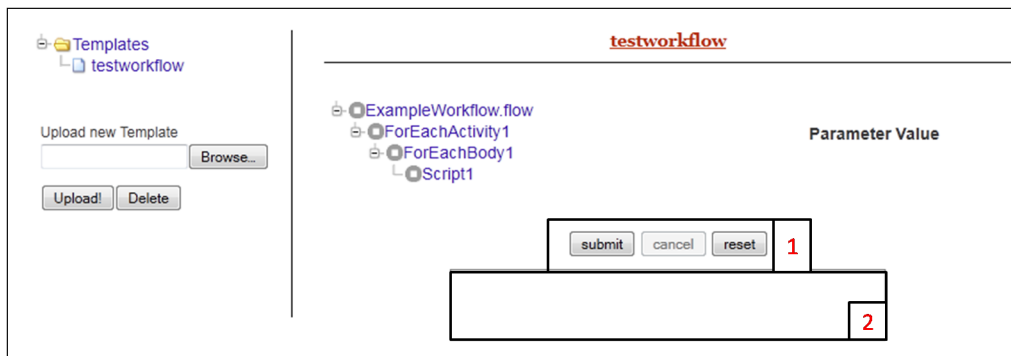 Templates
testworkflow
Upload new Template
Browse...
Upload! Delete
testworkflow
ExampleWorkflow.flow
ForEachActivity1
ForEachBody1
Script1
Parameter Value
submit cancel reset 1
2